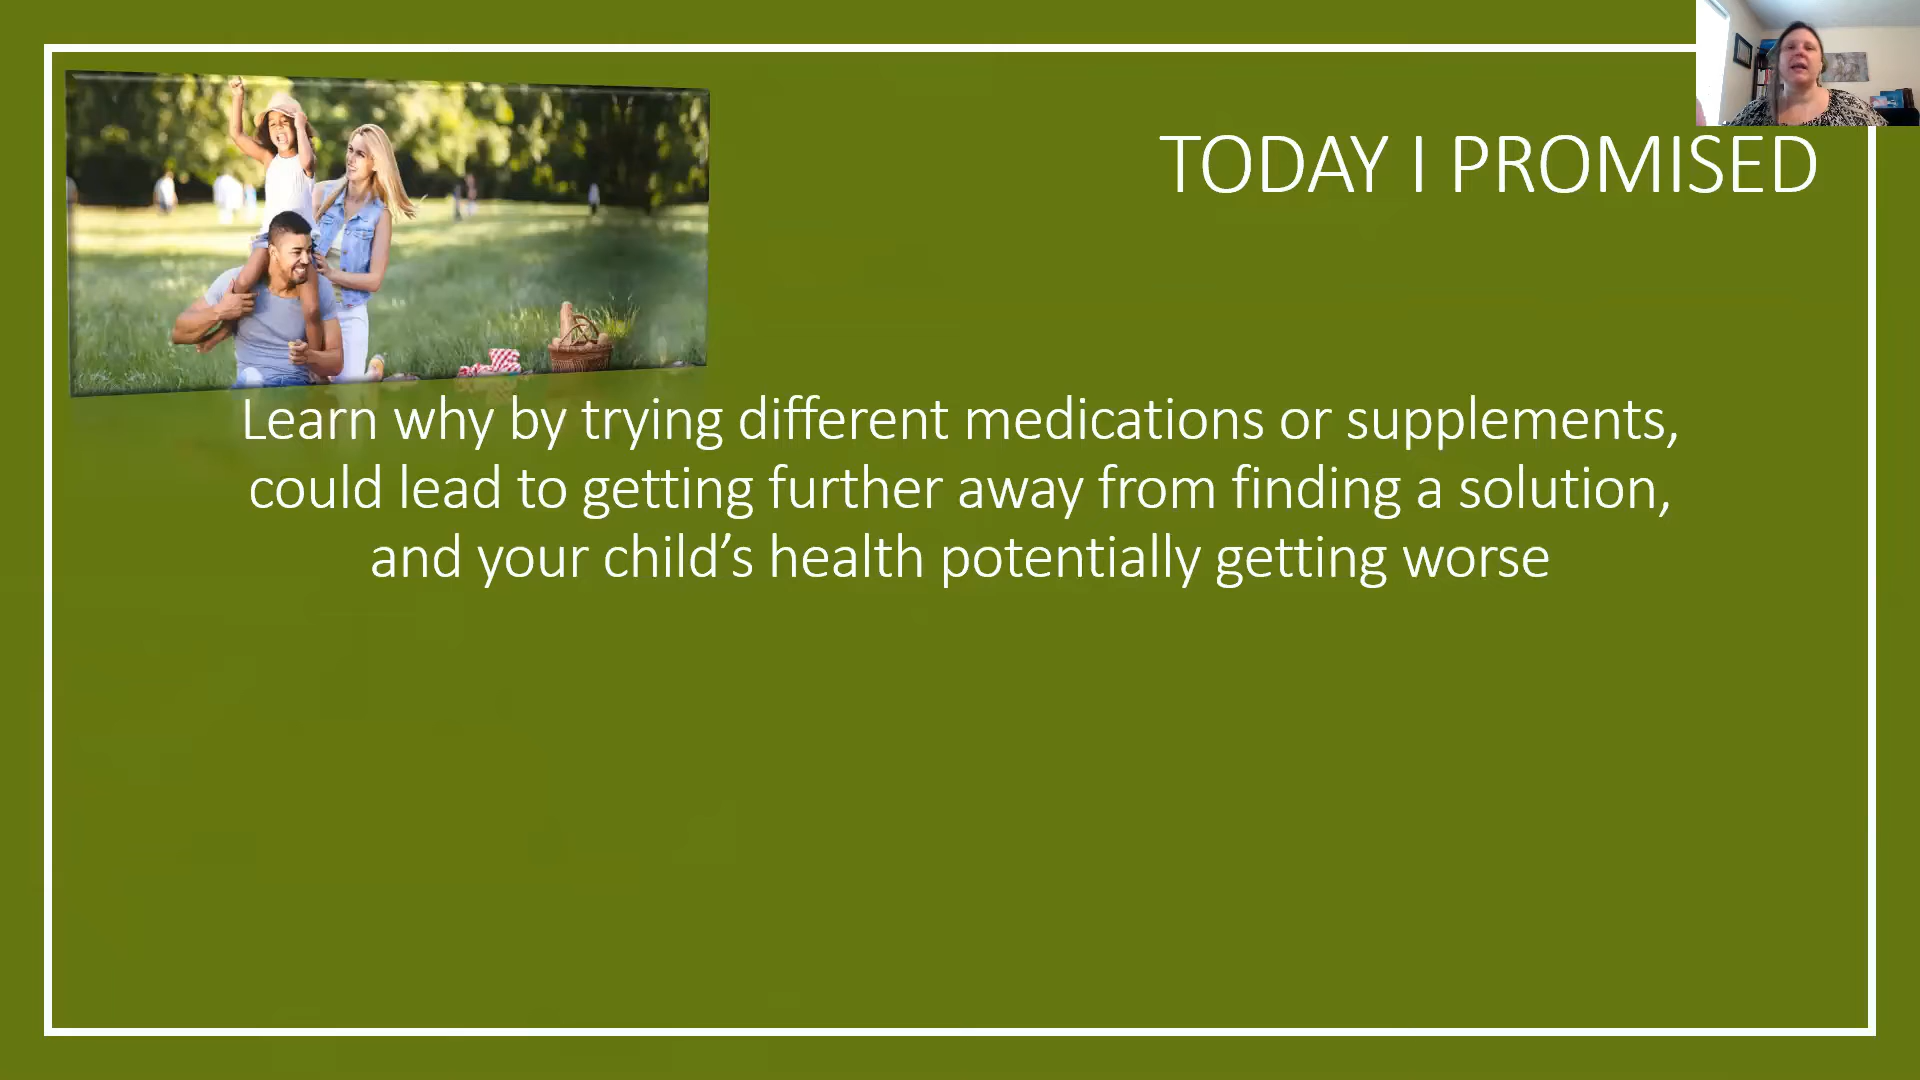 TODAY I PROMISED
Learn why by trying different medications or supplements,
could lead to getting further away from finding a solution,
and your child’s health potentially getting worse